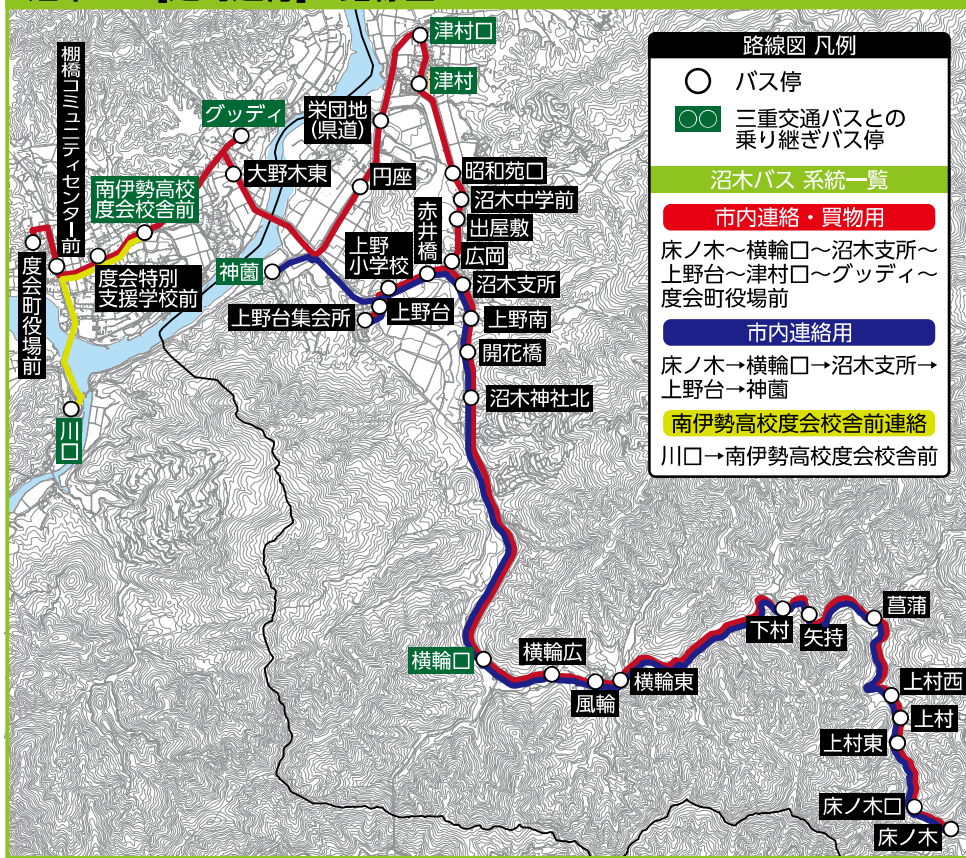 路線図 凡例
バス停
○○
三重交通バスとの
乗り継ぎバス停
沼木バス 系統一覧
市内連絡・買物用
床ノ木～横輪口～沼木支所～
上野台～津村口～グッディ～
度会町役場前
市内連絡用
床ノ木→横輪口→沼木支所→
上野台→神薗
南伊勢高校度会校舎前連絡
川口→南伊勢高校度会校舎前
津村口
津村
棚橋コミュニティセンター前
グッディ
栄団地
(県道)
大野木東
円座
昭和苑口
沼木中学前
出屋敷
広岡
南伊勢高校
度会校舎前
赤井橋
上野
小学校
神薗
度会特別
支援学校前
度会町役場前
沼木支所
上野台集会所
上野台
上野南
開花橋
沼木神社北
川口
横輪口
横輪広
風輪
横輪東
下村
矢持
菖蒲
上村西
上村
上村東
床ノ木口
床ノ木